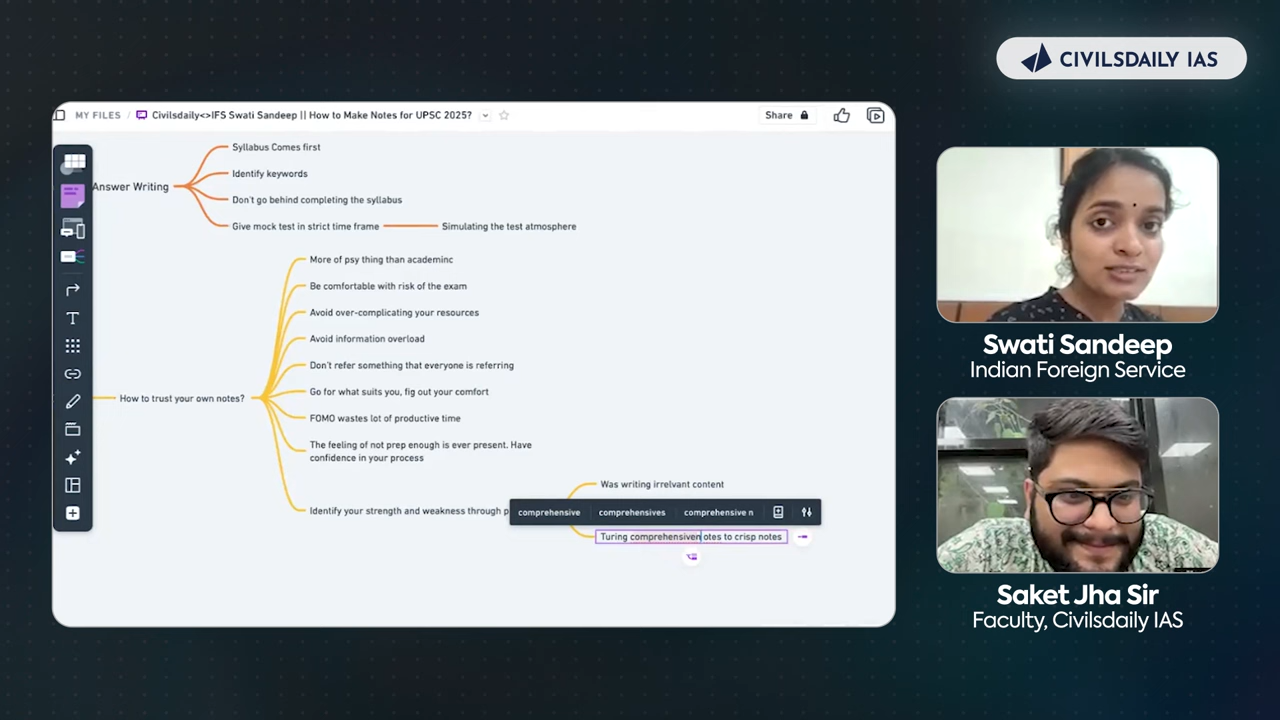 CIVILSDAILY IAS
MY FILES / Civilsdaily<>IFS Swati Sandeep || How to Make Notes for UPSC 2025?
Share
Answer Writing
Syllabus Comes first
Identify keywords
Don't go behind completing the syllabus
Give mock test in strict time frame
Simulating the test atmosphere
How to trust your own notes?
More of psy thing than academinc
Be comfortable with risk of the exam
Avoid over-complicating your resources
Avoid information overload
Don't refer something that everyone is referring
Go for what suits you, fig out your comfort
FOMO wastes lot of productive time
The feeling of not prep enough is ever present. Have
confidence in your process
Identify your strength and weakness through p
Was writing irrelvant content
comprehensive comprehensives comprehensive n
Turing comprehensiven otes to crisp notes
Swati Sandeep
Indian Foreign Service
Saket Jha Sir
Faculty, Civilsdaily IAS